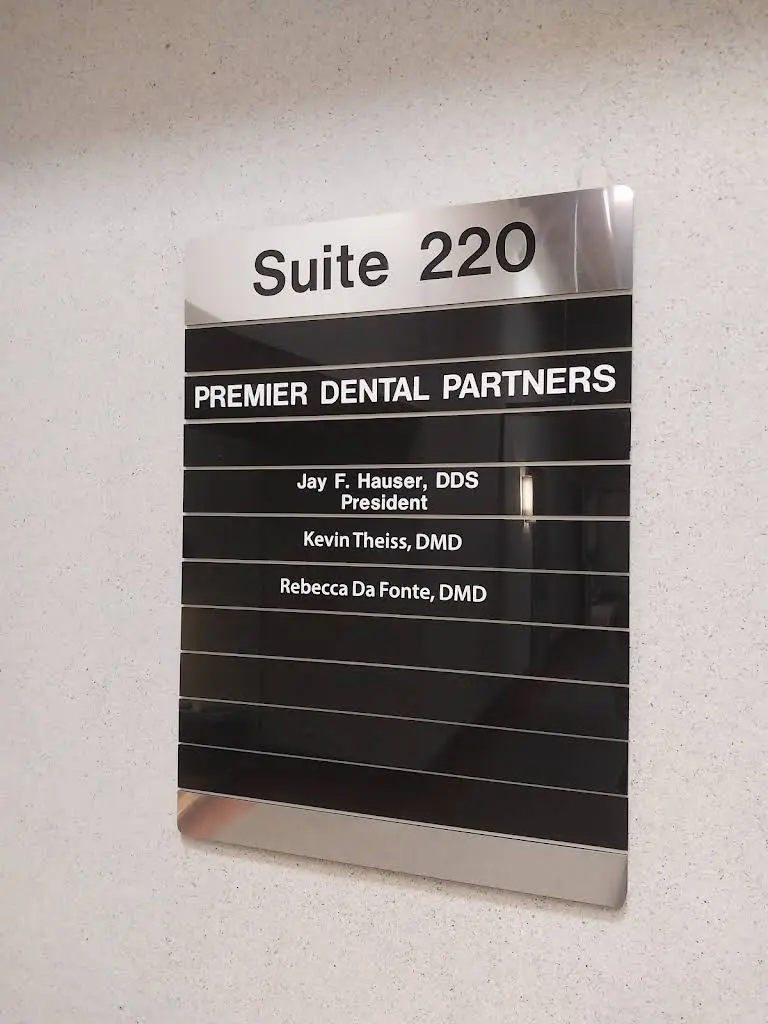 Suite 220
PREMIER DENTAL PARTNERS
Jay F. Hauser, DDS
President
Kevin Theiss, DMD
Rebecca Da Fonte, DMD